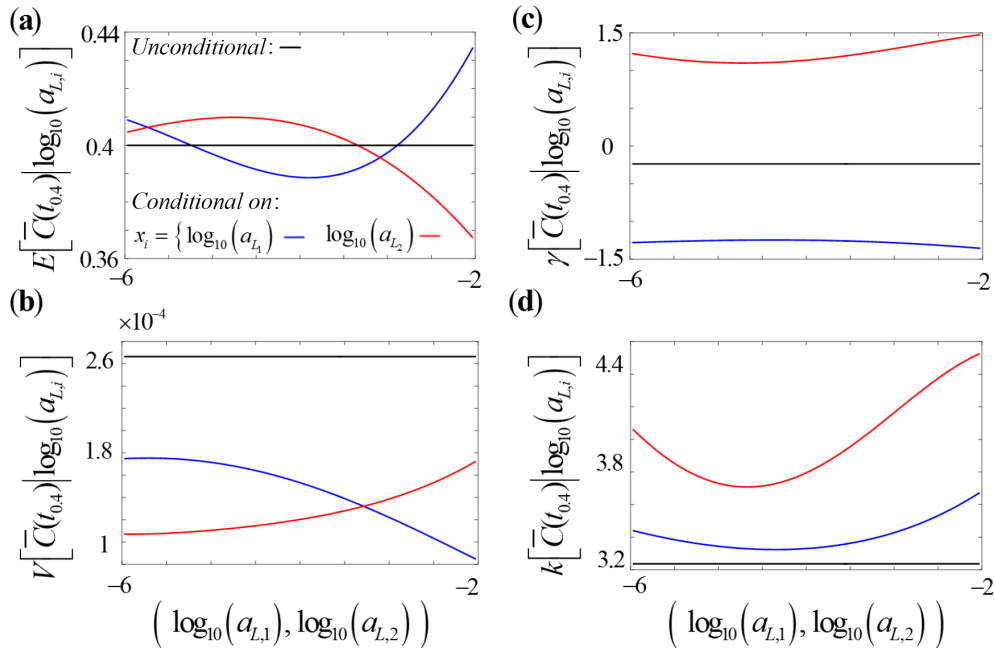 (a)
0.44
Unconditional: 
E[C̅(t0.4)|log10(aL,i)]
0.4
Conditional on:
xi = { log10(aL1) log10(aL2)
0.36
−6 −2
(c)
1.5
γ[C̅(t0.4)|log10(aL,i)]
0
−1.5
−6 −2
(b)
×10−4
V[C̅(t0.4)|log10(aL,i)]
2.6
1.8
1
−6 −2
( log10(aL,1), log10(aL,2) )
(d)
k[C̅(t0.4)|log10(aL,i)]
4.4
3.8
3.2
−6 −2
( log10(aL,1), log10(aL,2) )